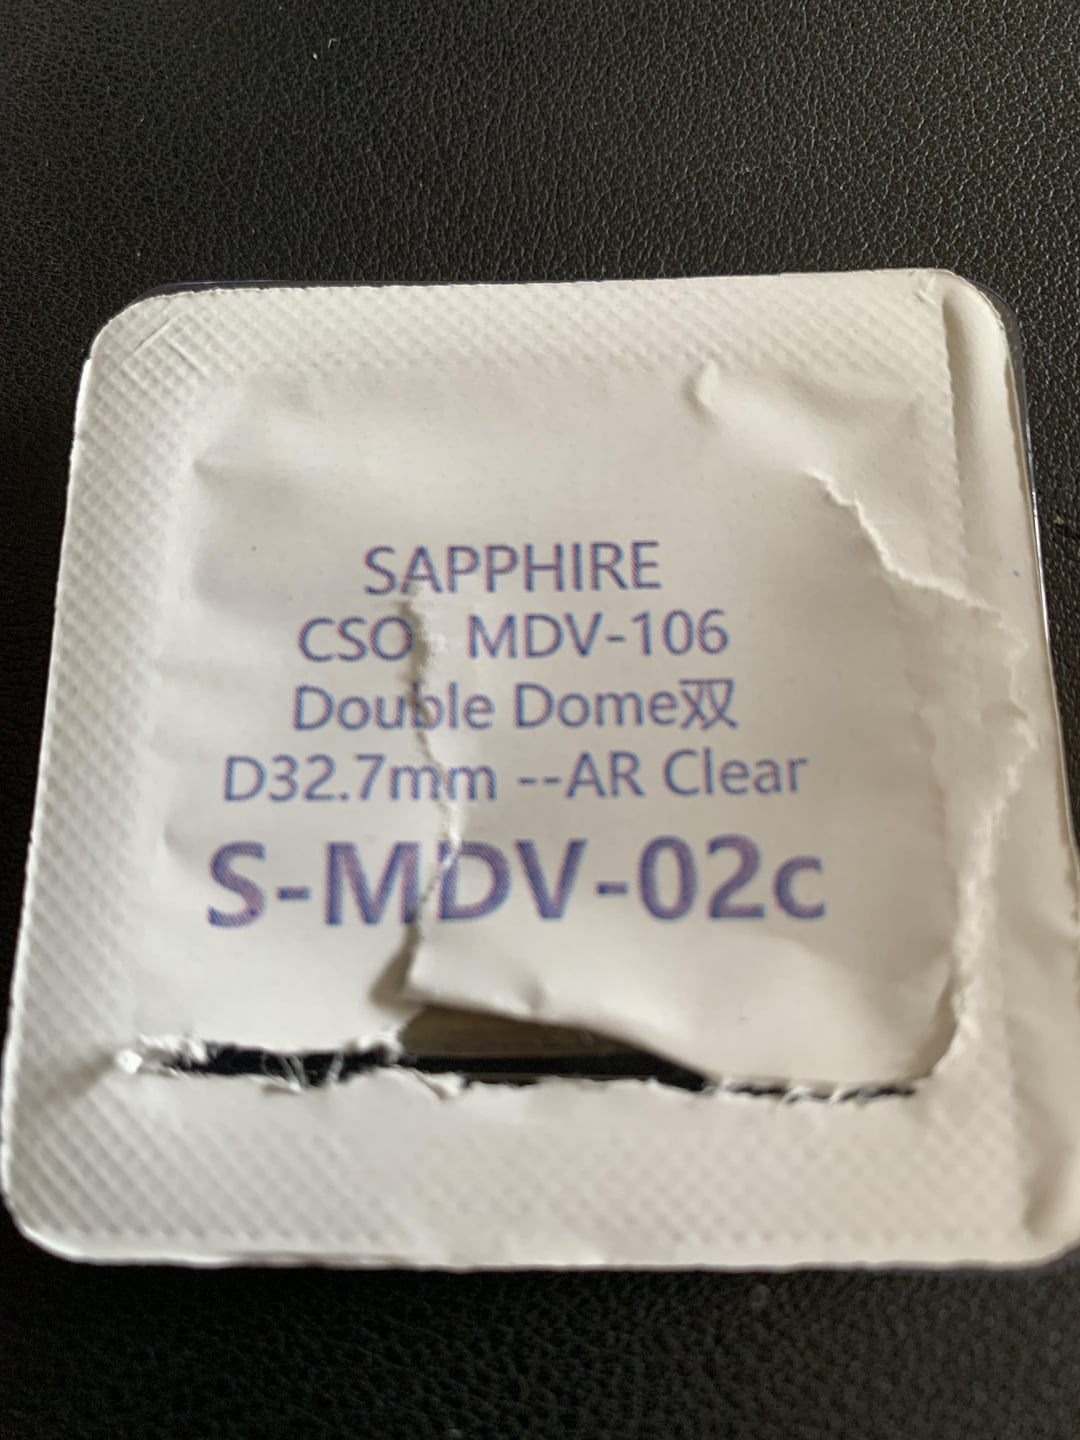 SAPPHIRE
CSO MDV-106
Double Dome双
D32.7mm --AR Clear
S-MDV-02c